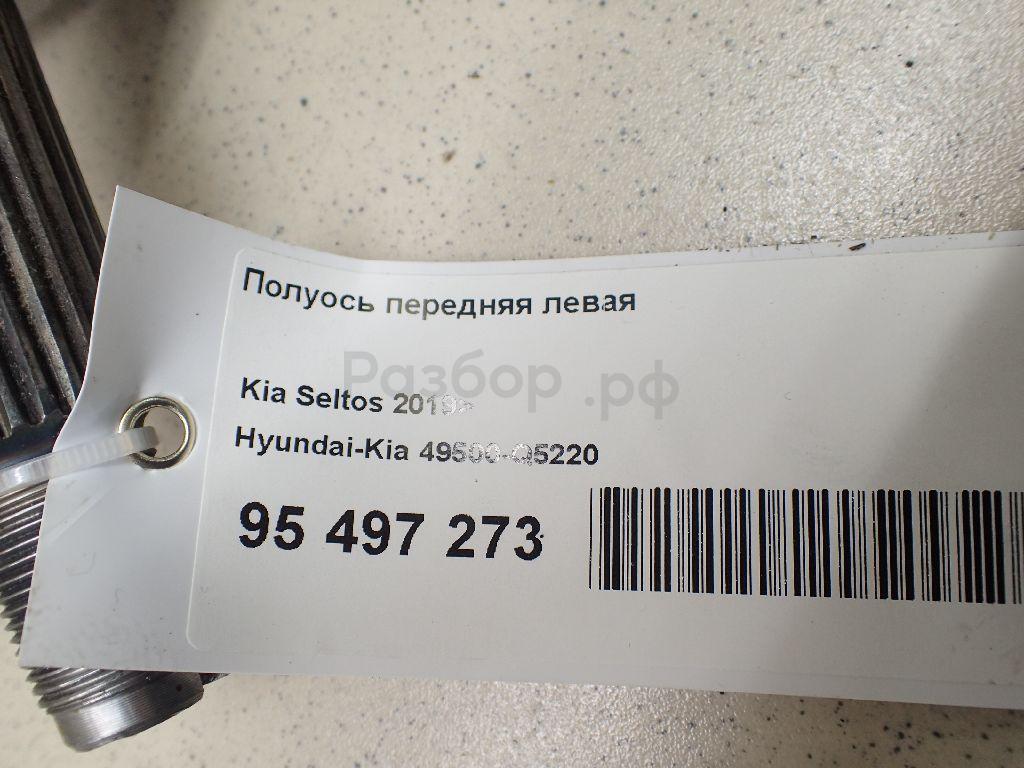 Полуось передняя левая
Разбор.рф
Kia Seltos 2019>
Hyundai-Kia 49500-Q5220
95 497 273